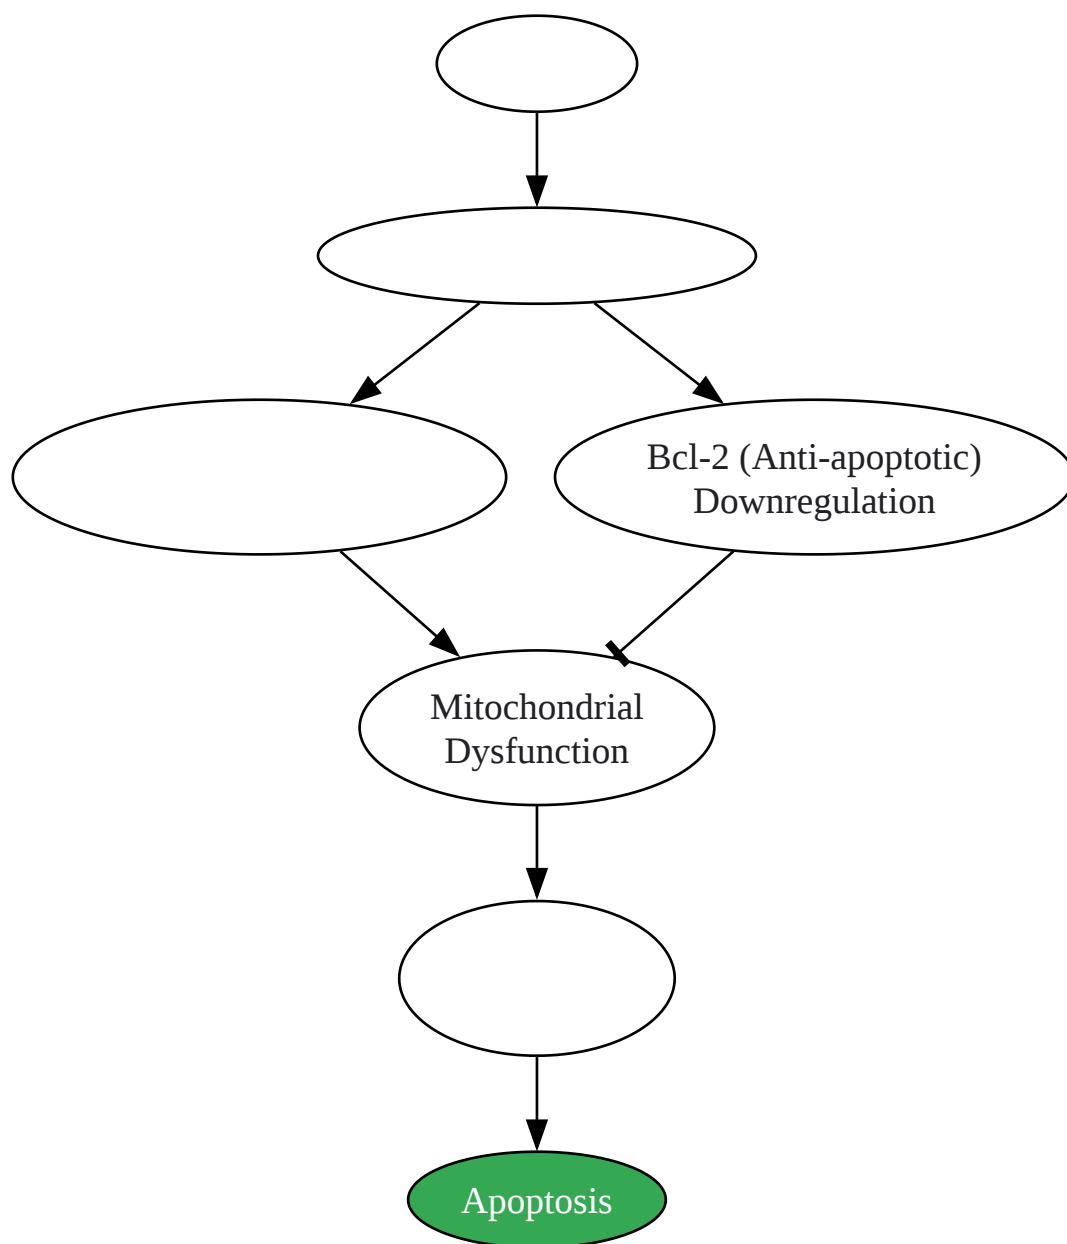 Bcl-2 (Anti-apoptotic)
Downregulation
Mitochondrial
Dysfunction
Apoptosis